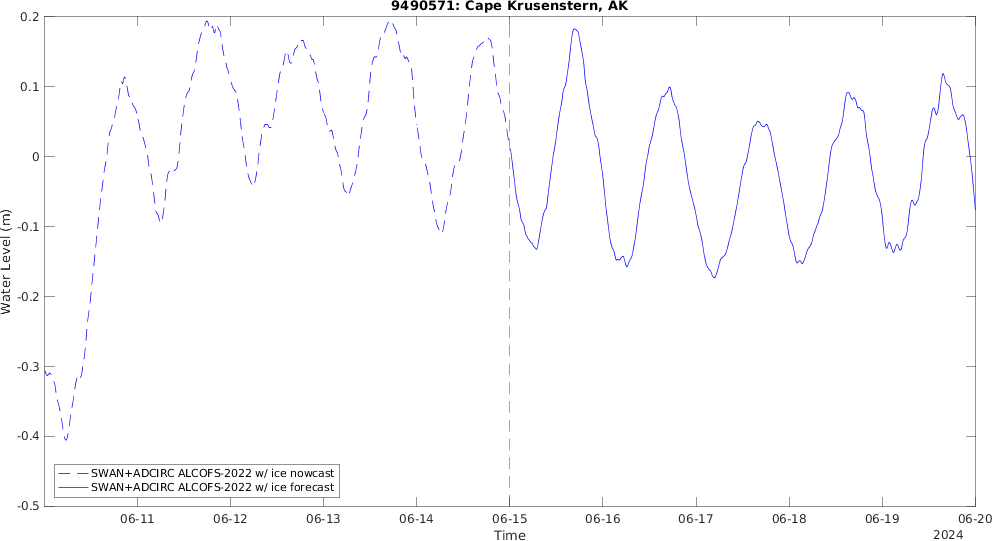 9490571: Cape Krusenstern, AK
Water Level (m)
0.2
0.1
0
-0.1
-0.2
-0.3
-0.4
-0.5
SWAN+ADCIRC ALCOFS-2022 w/ ice nowcast
SWAN+ADCIRC ALCOFS-2022 w/ ice forecast
06-11 06-12 06-13 06-14 06-15 06-16 06-17 06-18 06-19 06-20
Time
2024